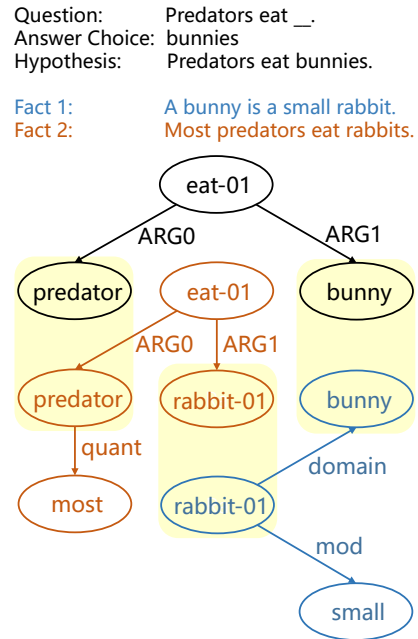 Question: Predators eat __.
Answer Choice: bunnies
Hypothesis: Predators eat bunnies.
Fact 1: A bunny is a small rabbit.
Fact 2: Most predators eat rabbits.
eat-01
ARG0 ARG1
predator eat-01 bunny
ARG0 ARG1
predator rabbit-01 bunny
quant domain
most rabbit-01
mod
small